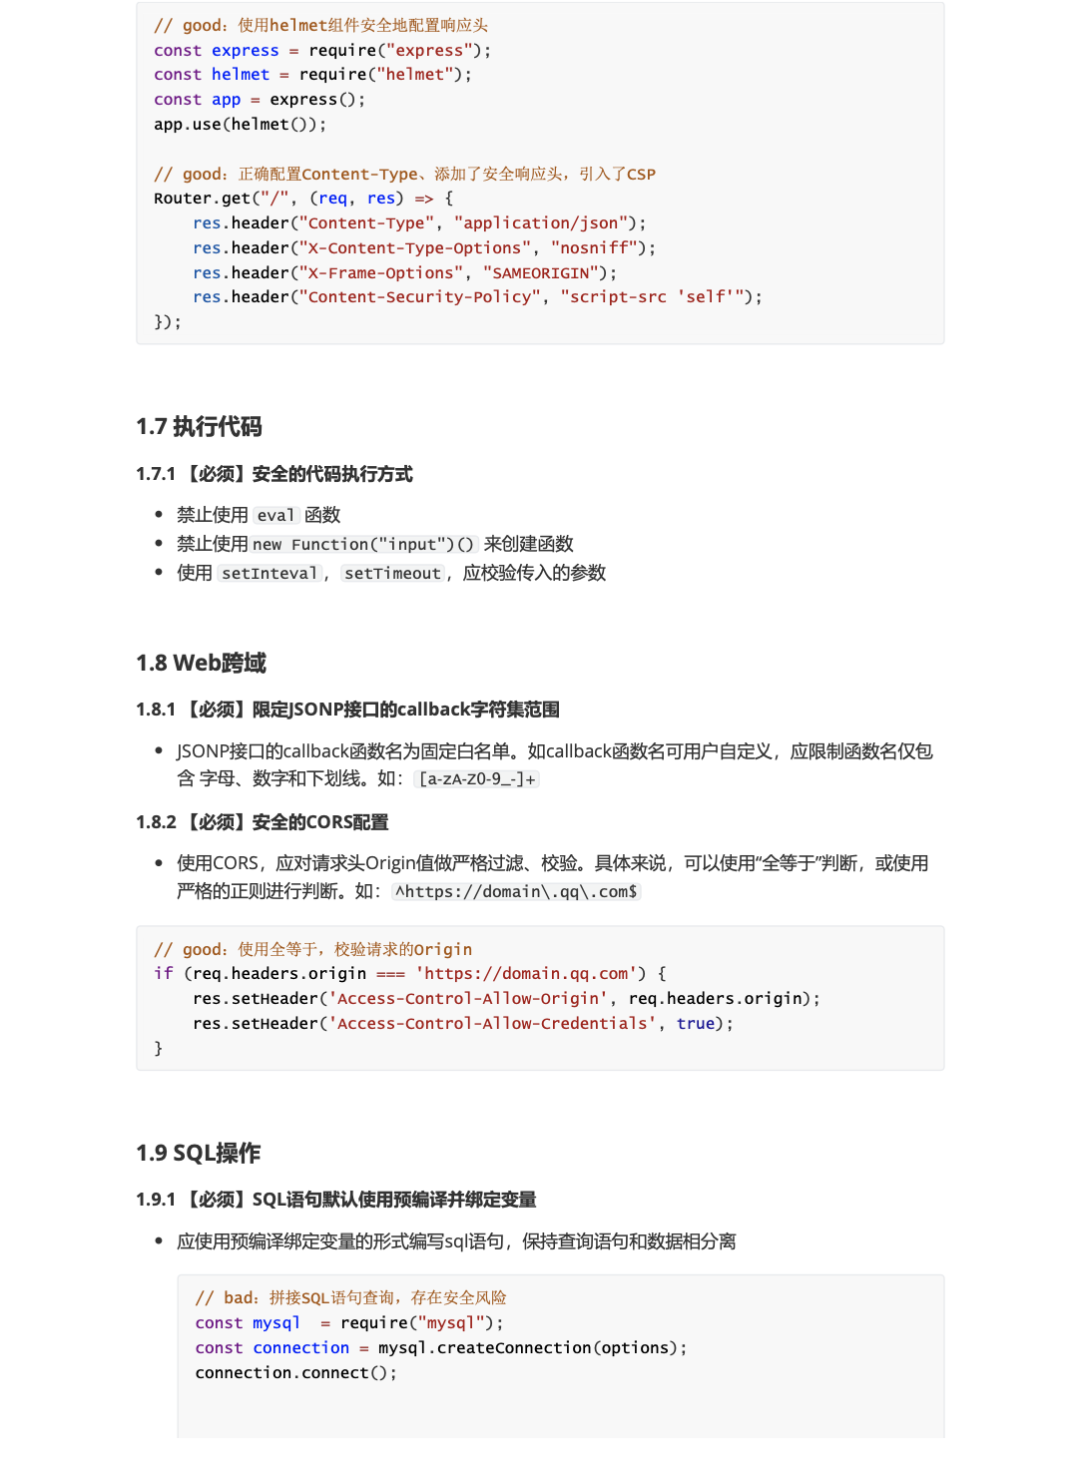 // good：使用helmet组件安全地配置响应头
const express = require("express");
const helmet = require("helmet");
const app = express();
app.use(helmet());
// good：正确配置Content-Type、添加了安全响应头，引入了CSP
Router.get("/", (req, res) => {
    res.header("Content-Type", "application/json");
    res.header("X-Content-Type-Options", "nosniff");
    res.header("X-Frame-Options", "SAMEORIGIN");
    res.header("Content-Security-Policy", "script-src 'self'");
});
1.7 执行代码
1.7.1 【必须】安全的代码执行方式
• 禁止使用 eval 函数
• 禁止使用 new Function("input")() 来创建函数
• 使用 setInteval，setTimeout，应校验传入的参数
1.8 Web跨域
1.8.1 【必须】限定JSONP接口的callback字符集范围
• JSONP接口的callback函数名为固定白名单。如callback函数名可用户自定义，应限制函数名仅包
含 字母、数字和下划线。如：[a-zA-Z0-9_-]+
1.8.2 【必须】安全的CORS配置
• 使用CORS，应对请求头Origin值做严格过滤、校验。具体来说，可以使用“全等于”判断，或使用
严格的正则进行判断。如：^https://domain\.qq\.com$
// good：使用全等于，校验请求的Origin
if (req.headers.origin === 'https://domain.qq.com') {
    res.setHeader('Access-Control-Allow-Origin', req.headers.origin);
    res.setHeader('Access-Control-Allow-Credentials', true);
}
1.9 SQL操作
1.9.1 【必须】SQL语句默认使用预编译并绑定变量
• 应使用预编译绑定变量的形式编写sql语句，保持查询语句和数据相分离
// bad：拼接SQL语句查询，存在安全风险
const mysql  = require("mysql");
const connection = mysql.createConnection(options);
connection.connect();